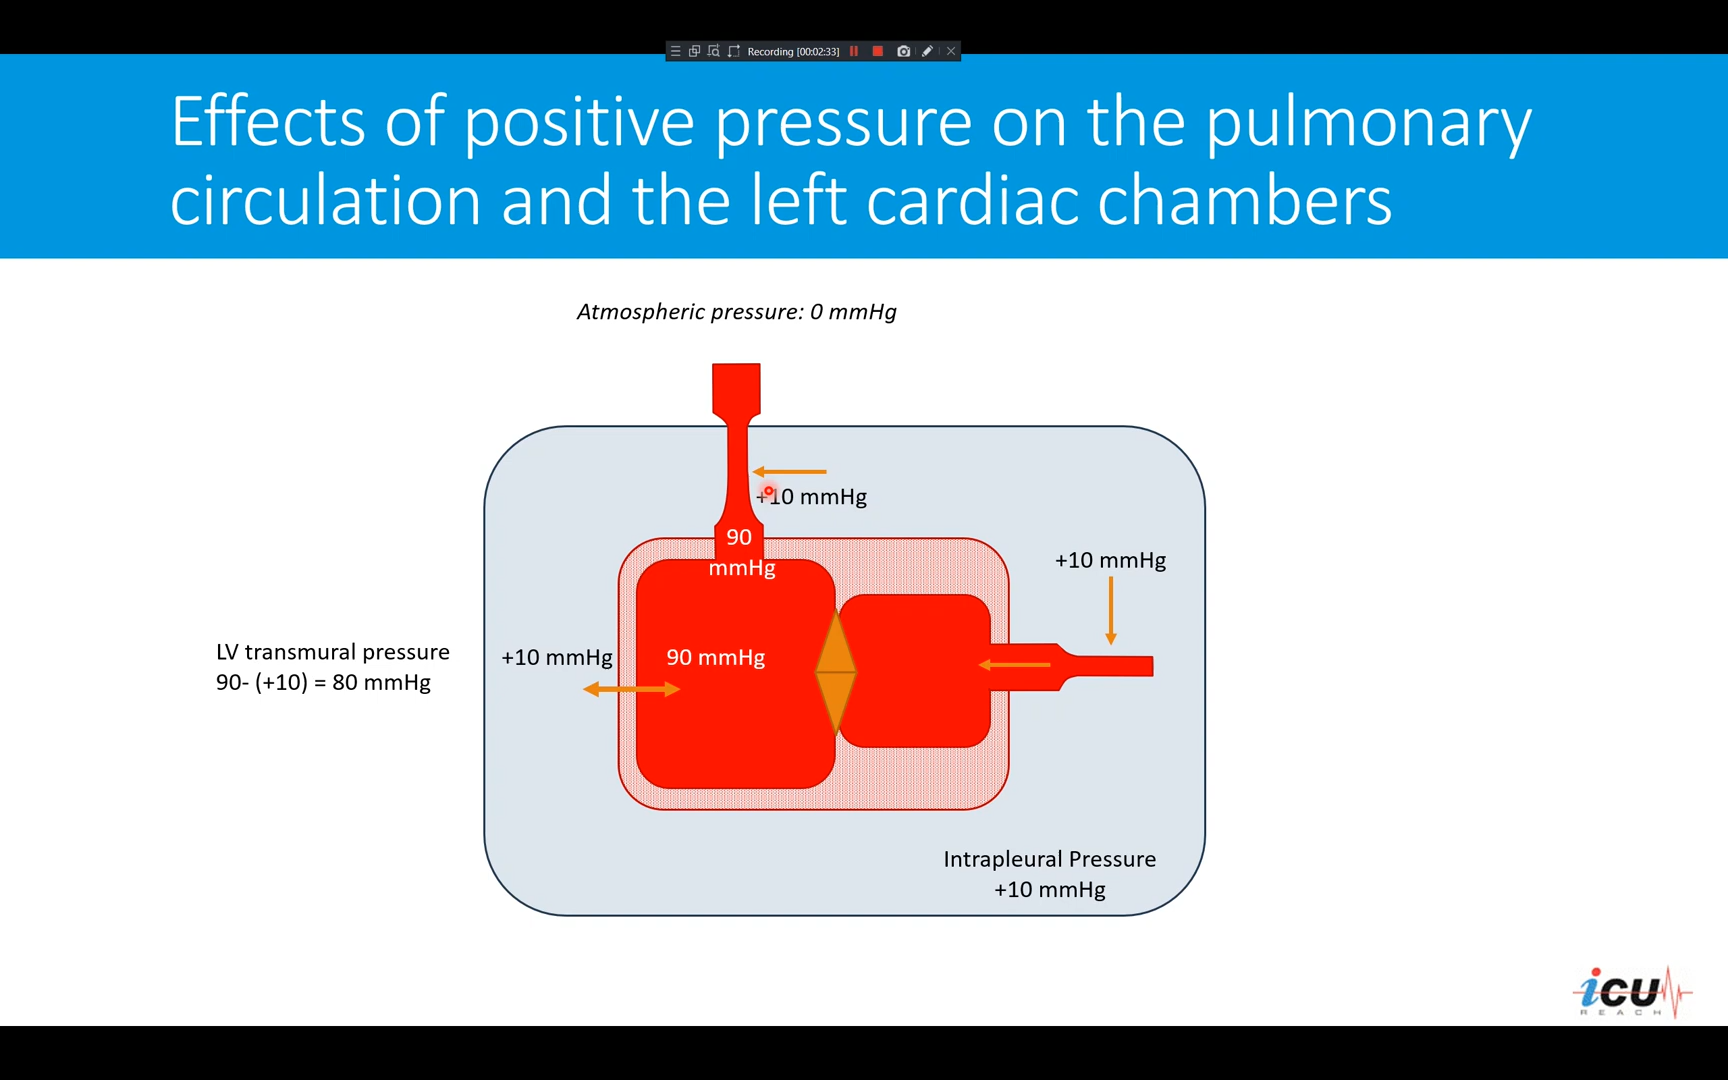 Recording [00:02:33]
Effects of positive pressure on the pulmonary
circulation and the left cardiac chambers
Atmospheric pressure: 0 mmHg
+10 mmHg
90
mmHg
+10 mmHg
LV transmural pressure
90- (+10) = 80 mmHg
+10 mmHg
90 mmHg
Intrapleural Pressure
+10 mmHg
iCU
REACH